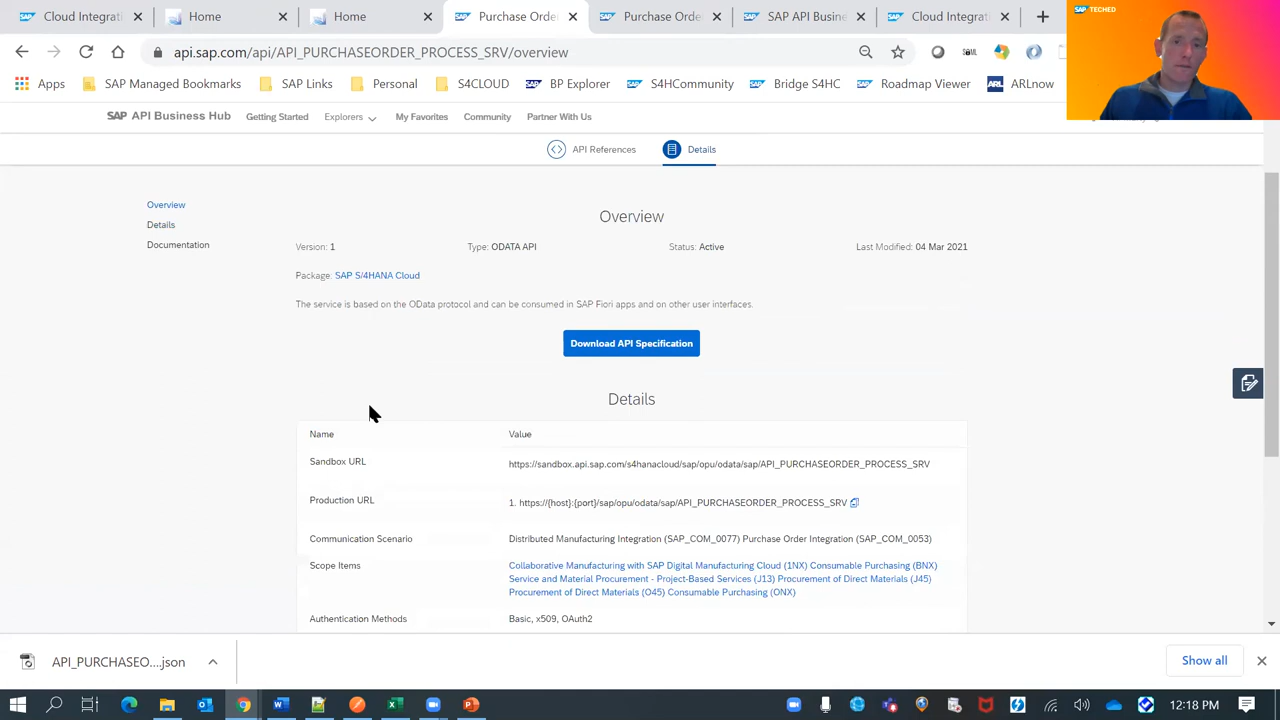 Cloud Integrati
Home
Home
Purchase Orde
Purchase Order
SAP API Busine
Cloud Integrati
SAP TECHED
api.sap.com/api/API_PURCHASEORDER_PROCESS_SRV/overview
Apps
SAP Managed Bookmarks
SAP Links
Personal
S4CLOUD
BP Explorer
S4HCommunity
Bridge S4HC
Roadmap Viewer
ARL ARLnow
SAP API Business Hub
Getting Started
Explorers
My Favorites
Community
Partner With Us
API References
Details
Overview
Details
Documentation
Overview
Version: 1
Type: ODATA API
Status: Active
Last Modified: 04 Mar 2021
Package: SAP S/4HANA Cloud
The service is based on the OData protocol and can be consumed in SAP Fiori apps and on other user interfaces.
Download API Specification
Details
Name
Value
Sandbox URL
https://sandbox.api.sap.com/s4hanacloud/sap/opu/odata/sap/API_PURCHASEORDER_PROCESS_SRV
Production URL
1. https://{host}:{port}/sap/opu/odata/sap/API_PURCHASEORDER_PROCESS_SRV
Communication Scenario
Distributed Manufacturing Integration (SAP_COM_0077) Purchase Order Integration (SAP_COM_0053)
Scope Items
Collaborative Manufacturing with SAP Digital Manufacturing Cloud (1NX) Consumable Purchasing (BNX)
Service and Material Procurement - Project-Based Services (J13) Procurement of Direct Materials (J45)
Procurement of Direct Materials (O45) Consumable Purchasing (ONX)
Authentication Methods
Basic, x509, OAuth2
API_PURCHASEO....json
Show all
12:18 PM